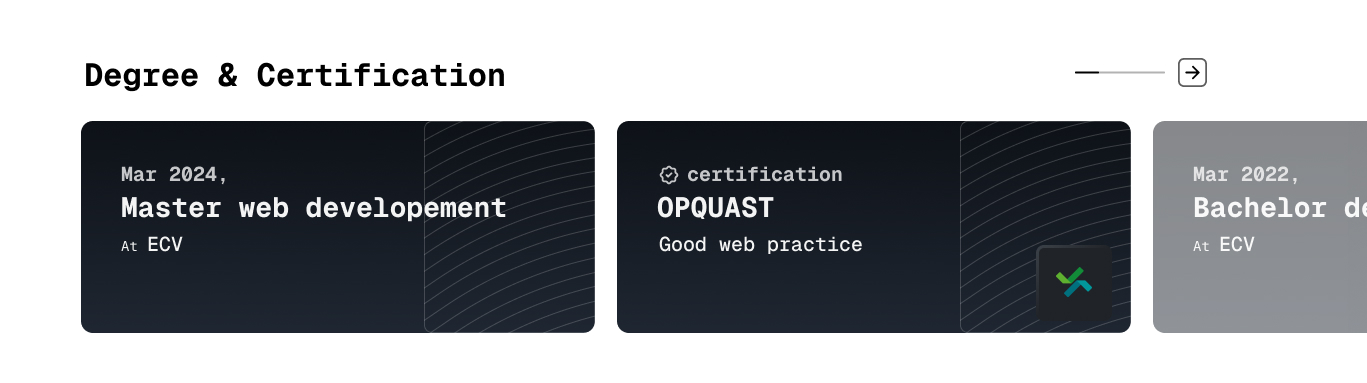 Degree & Certification
Mar 2024,
Master web developement
At ECV
certification
OPQUAST
Good web practice
Mar 2022,
Bachelor de
At ECV